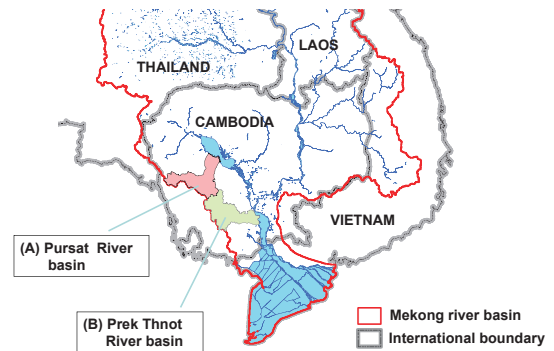 LAOS
THAILAND
CAMBODIA
VIETNAM
(A) Pursat River
basin
(B) Prek Thnot
River basin
Mekong river basin
International boundary